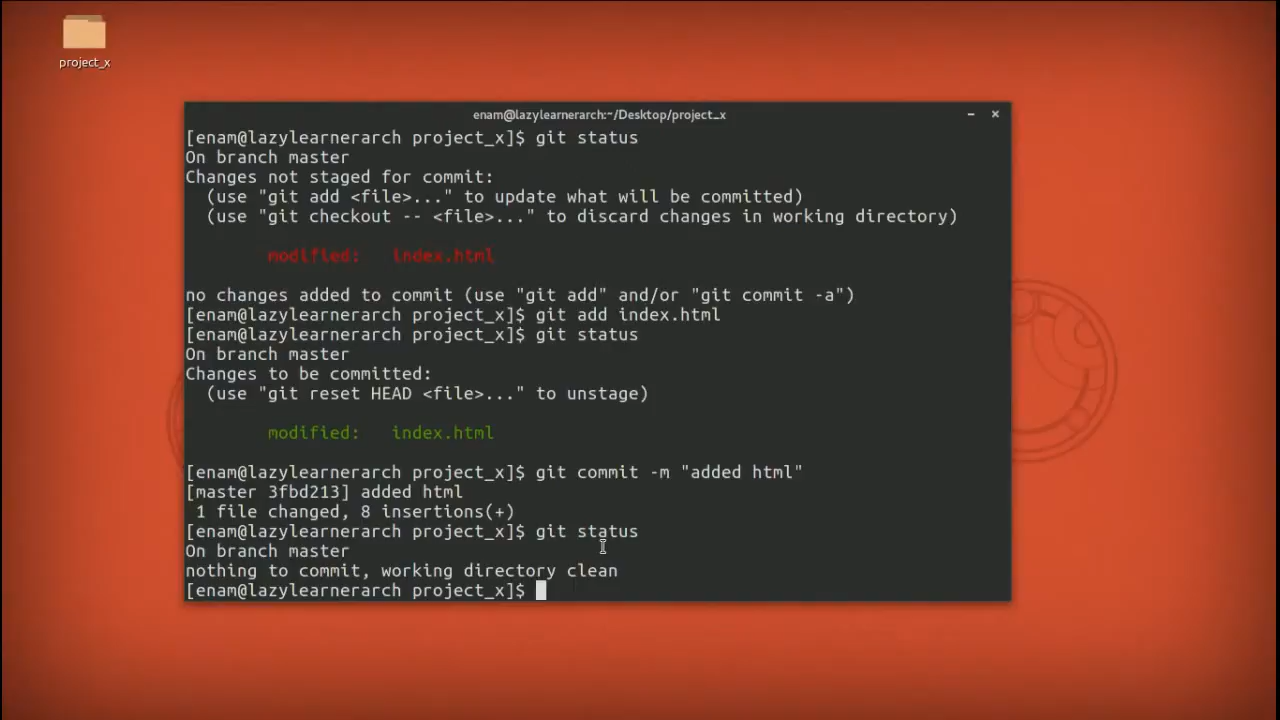 project_x
enam@lazylearnerarch:~/Desktop/project_x
[enam@lazylearnerarch project_x]$ git status
On branch master
Changes not staged for commit:
  (use "git add <file>..." to update what will be committed)
  (use "git checkout -- <file>..." to discard changes in working directory)
        modified:   index.html
no changes added to commit (use "git add" and/or "git commit -a")
[enam@lazylearnerarch project_x]$ git add index.html
[enam@lazylearnerarch project_x]$ git status
On branch master
Changes to be committed:
  (use "git reset HEAD <file>..." to unstage)
        modified:   index.html
[enam@lazylearnerarch project_x]$ git commit -m "added html"
[master 3fbd213] added html
 1 file changed, 8 insertions(+)
[enam@lazylearnerarch project_x]$ git status
On branch master
nothing to commit, working directory clean
[enam@lazylearnerarch project_x]$